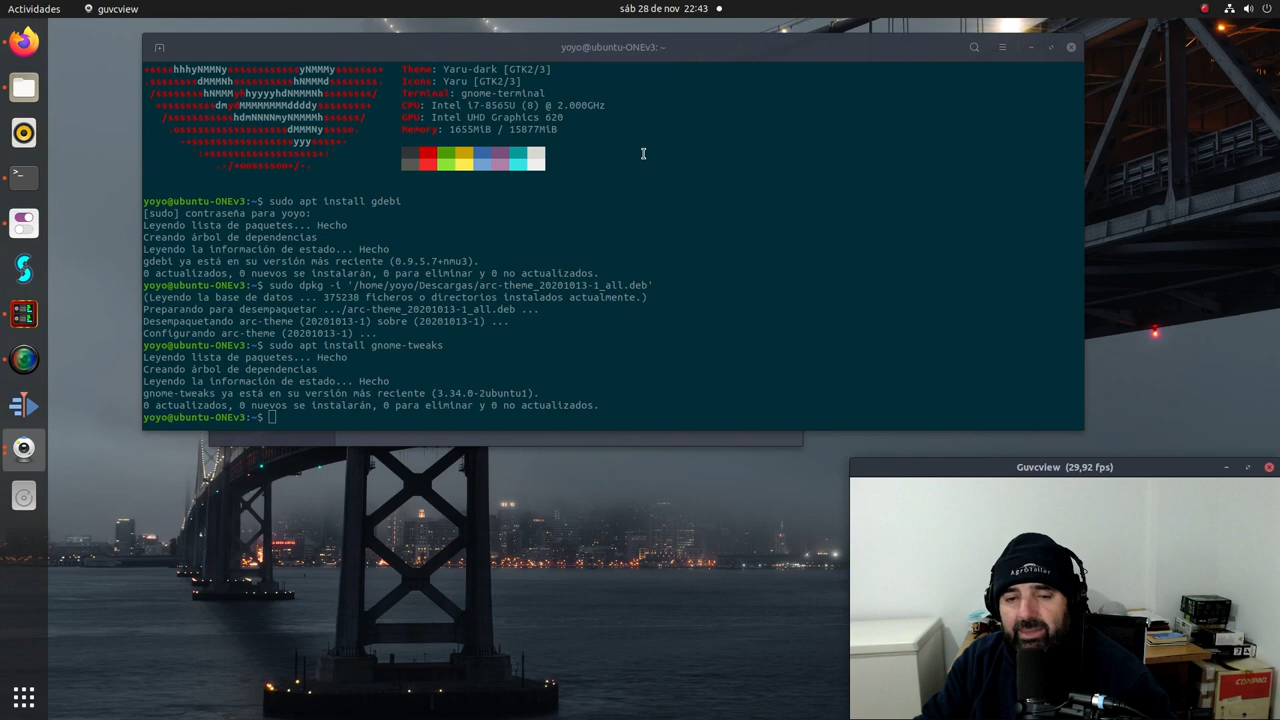 Actividades
guvcview
sáb 28 de nov 22:43
yoyo@ubuntu-ONEv3: ~
Theme: Yaru-dark [GTK2/3]
Icons: Yaru [GTK2/3]
Terminal: gnome-terminal
CPU: Intel i7-8565U (8) @ 2.000GHz
GPU: Intel UHD Graphics 620
Memory: 1655MiB / 15877MiB
yoyo@ubuntu-ONEv3:~$ sudo apt install gdebi
[sudo] contraseña para yoyo:
Leyendo lista de paquetes... Hecho
Creando árbol de dependencias
Leyendo la información de estado... Hecho
gdebi ya está en su versión más reciente (0.9.5.7+nmu3).
0 actualizados, 0 nuevos se instalarán, 0 para eliminar y 0 no actualizados.
yoyo@ubuntu-ONEv3:~$ sudo dpkg -i '/home/yoyo/Descargas/arc-theme_20201013-1_all.deb'
(Leyendo la base de datos ... 375238 ficheros o directorios instalados actualmente.)
Preparando para desempaquetar .../arc-theme_20201013-1_all.deb ...
Desempaquetando arc-theme (20201013-1) sobre (20201013-1) ...
Configurando arc-theme (20201013-1) ...
yoyo@ubuntu-ONEv3:~$ sudo apt install gnome-tweaks
Leyendo lista de paquetes... Hecho
Creando árbol de dependencias
Leyendo la información de estado... Hecho
gnome-tweaks ya está en su versión más reciente (3.34.0-2ubuntu1).
0 actualizados, 0 nuevos se instalarán, 0 para eliminar y 0 no actualizados.
yoyo@ubuntu-ONEv3:~$
Guvcview (29,92 fps)
AgroTaller